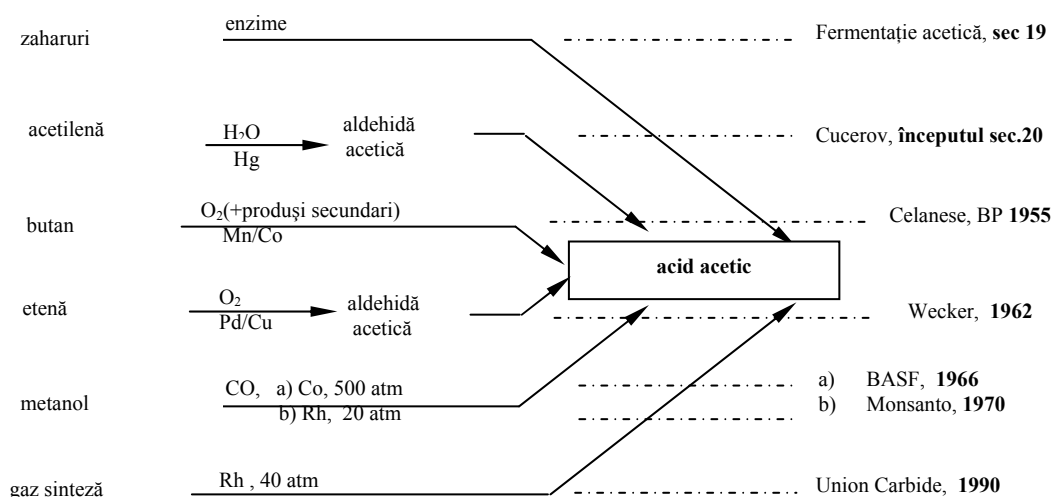 zaharuri enzime Fermentație acetică, sec 19
acetilenă H₂O Hg aldehidă acetică Cucerov, începutul sec.20
butan O₂(+produşi secundari) Mn/Co Celanese, BP 1955
acid acetic
etenă O₂ Pd/Cu aldehidă acetică Wecker, 1962
metanol CO, a) Co, 500 atm a) BASF, 1966
b) Rh, 20 atm b) Monsanto, 1970
gaz sinteză Rh , 40 atm Union Carbide, 1990